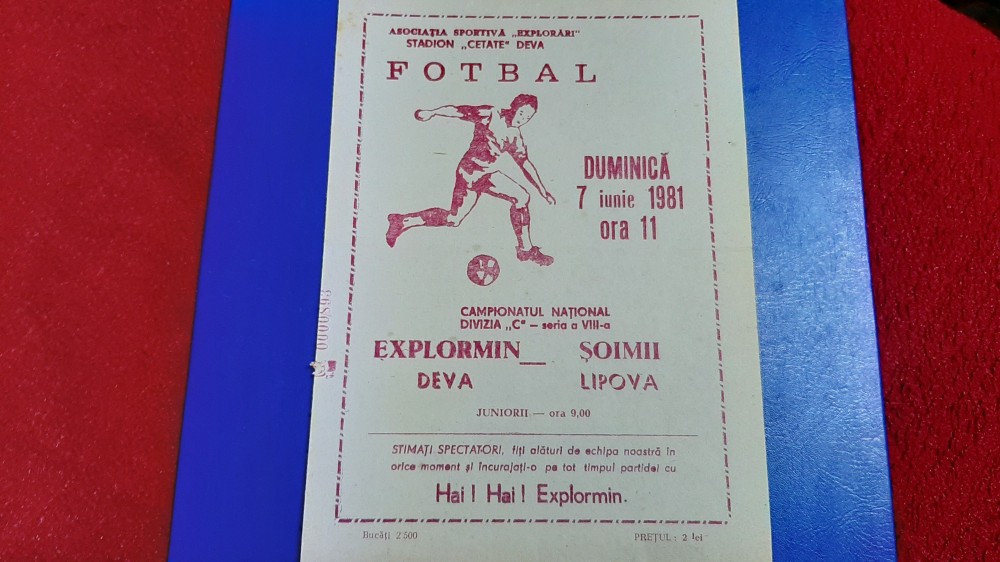 ASOCIAȚIA SPORTIVĂ „EXPLORĂRI"
STADION „CETATE" DEVA
FOTBAL
DUMINICĂ
7 iunie 1981
ora 11
CAMPIONATUL NAȚIONAL
DIVIZIA „C" – seria a VIII-a
EXPLORMIN__ ȘOIMII
DEVA LIPOVA
JUNIORII — ora 9,00
STIMAȚI SPECTATORI, fiți alături de echipa noastră în
orice moment și încurajați-o pe tot timpul partidei cu
Hai ! Hai ! Explormin.
Bucăți 2500 PREȚUL : 2 lei